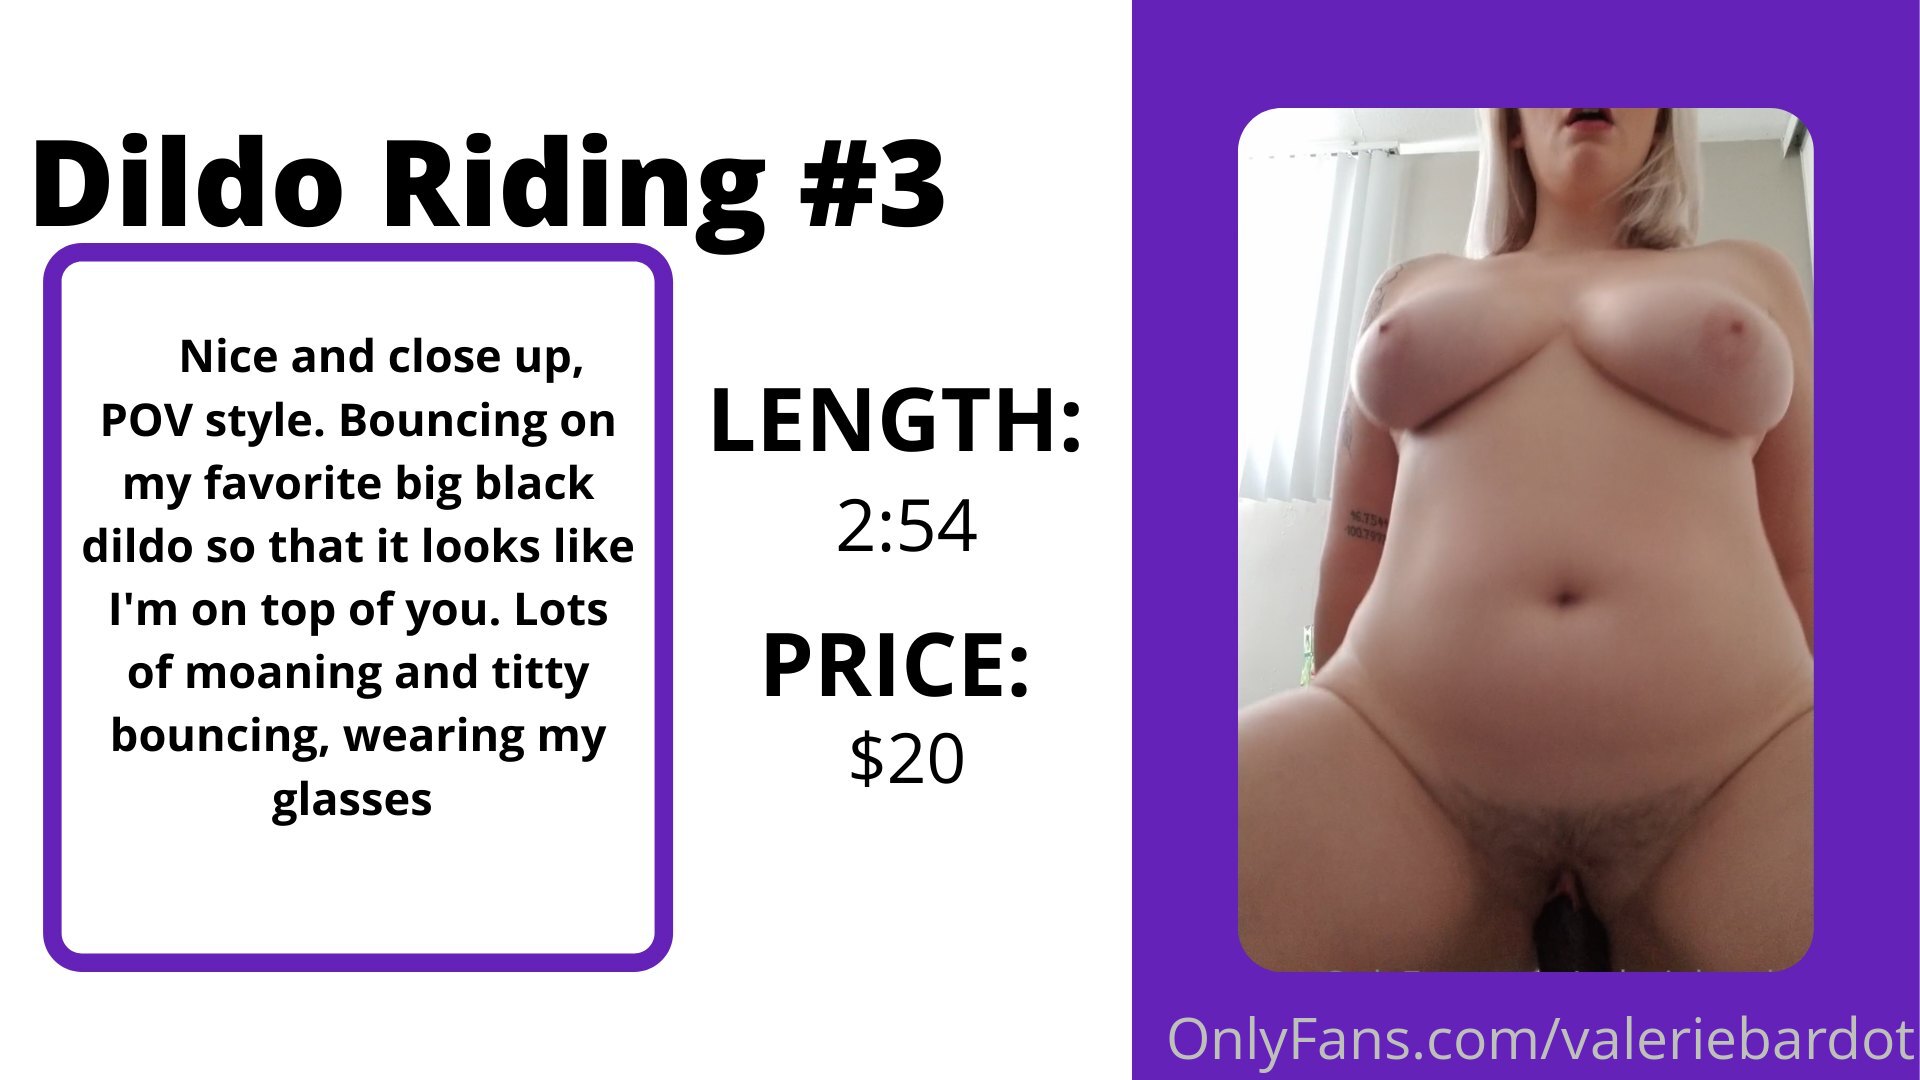 Dildo Riding #3
Nice and close up,
POV style. Bouncing on
my favorite big black
dildo so that it looks like
I'm on top of you. Lots
of moaning and titty
bouncing, wearing my
glasses
LENGTH:
2:54
PRICE:
$20
OnlyFans.com/valeriebardot